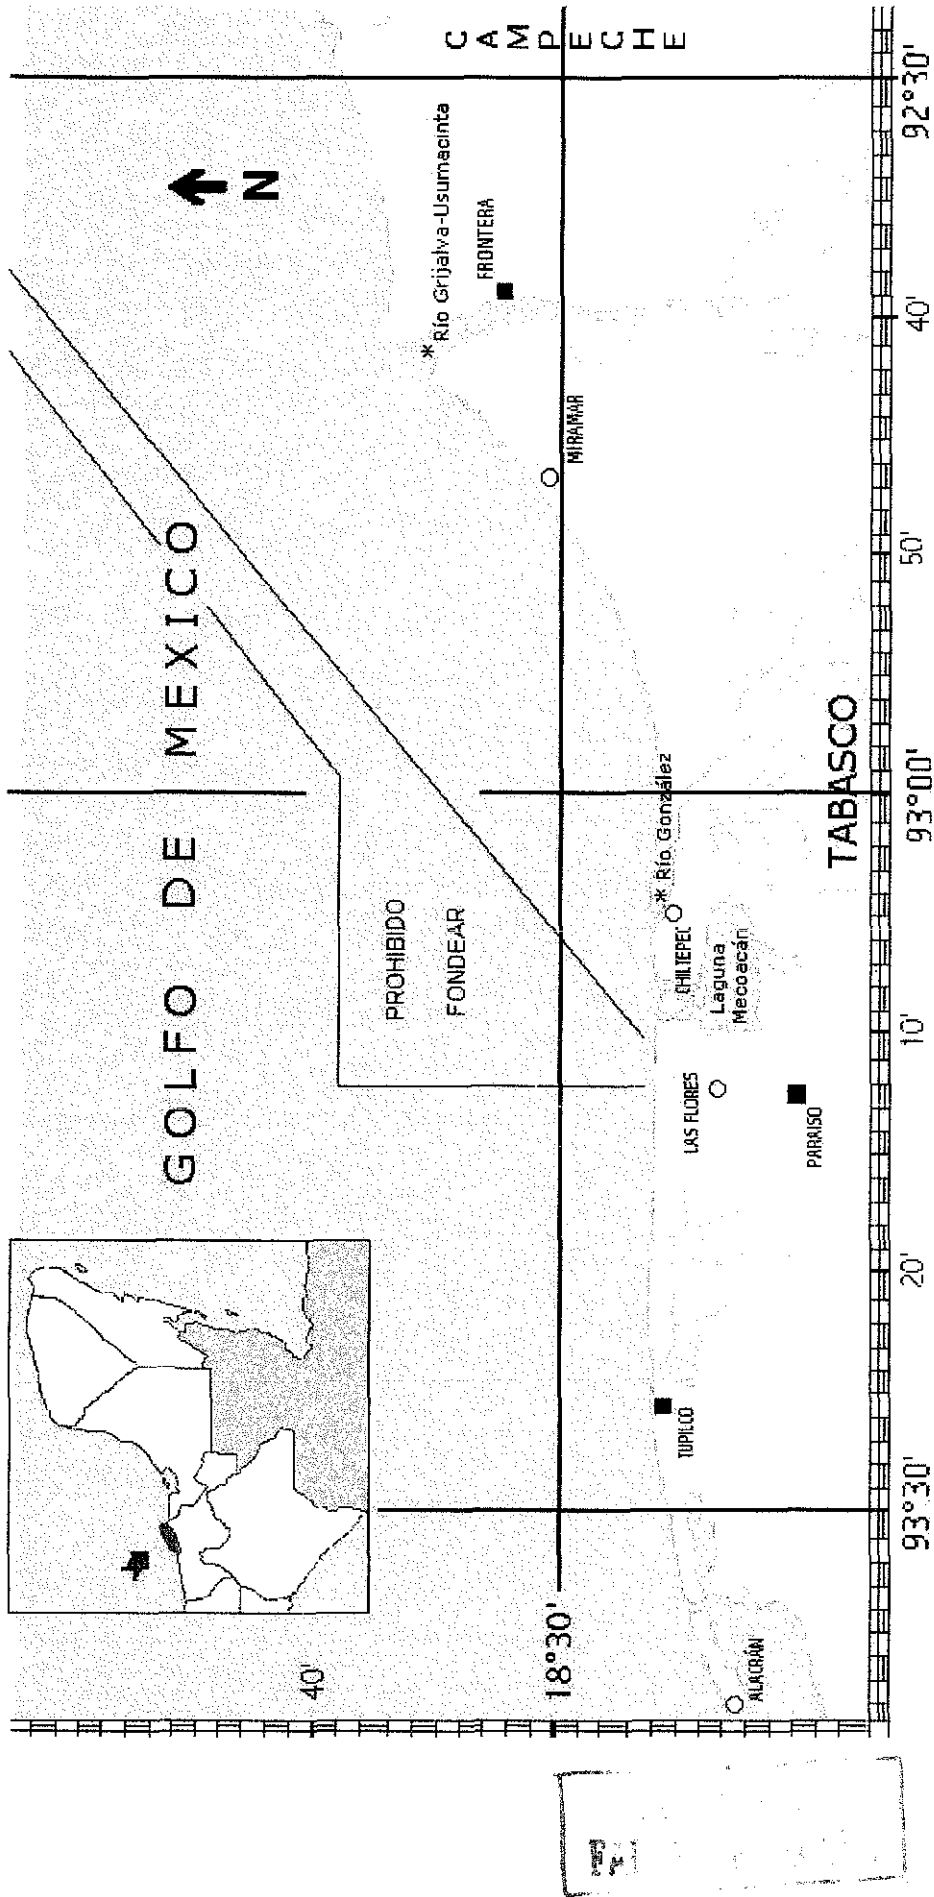 GOLFO DE MEXICO
N
CAMPECHE
40'
PROHIBIDO
FONDEAR
* Río Grijalva-Usumacinta
FRONTERA
18°30'
MIRAMAR
TUPILCO
ALACRÁN
LAS FLORES
PARAISO
CHILTEPEC
* Río González
Laguna
Mecoacán
TABASCO
93°30'
20'
10'
93°00'
50'
40'
92°30'